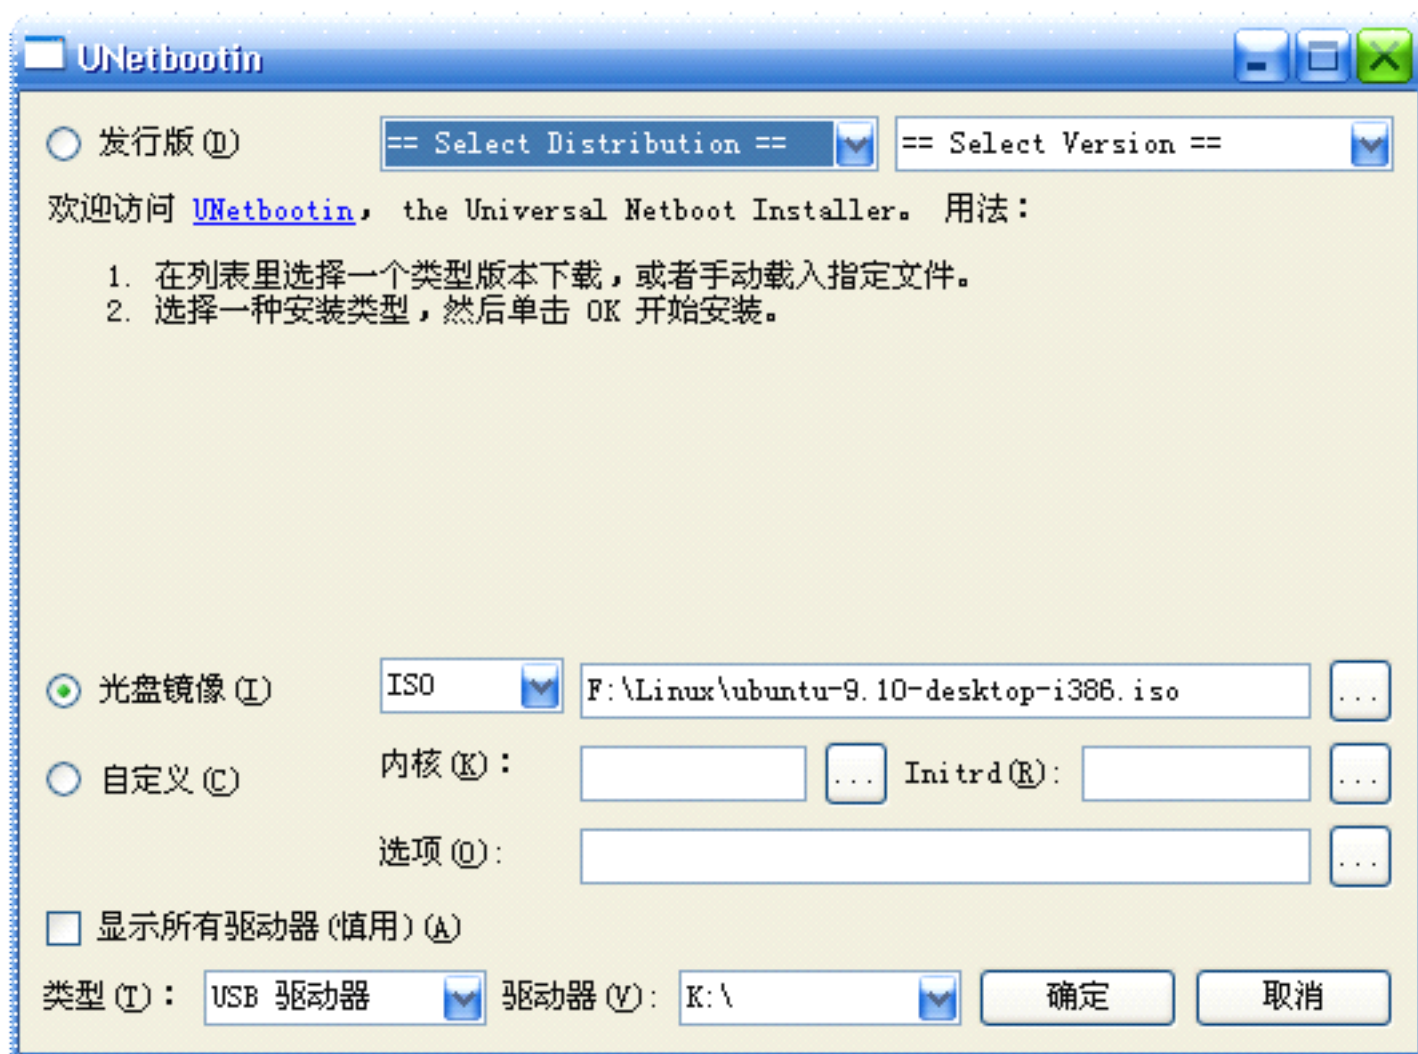 UNetbootin
发行版(D) == Select Distribution == == Select Version ==
欢迎访问 UNetbootin, the Universal Netboot Installer。 用法：
1. 在列表里选择一个类型版本下载，或者手动载入指定文件。
2. 选择一种安装类型，然后单击 OK 开始安装。
光盘镜像(I) ISO F:\Linux\ubuntu-9.10-desktop-i386.iso ...
自定义(C) 内核(K)： ... Initrd(R): ...
选项(O): ...
显示所有驱动器(慎用)(A)
类型(T)： USB 驱动器 驱动器(V): K:\ 确定 取消